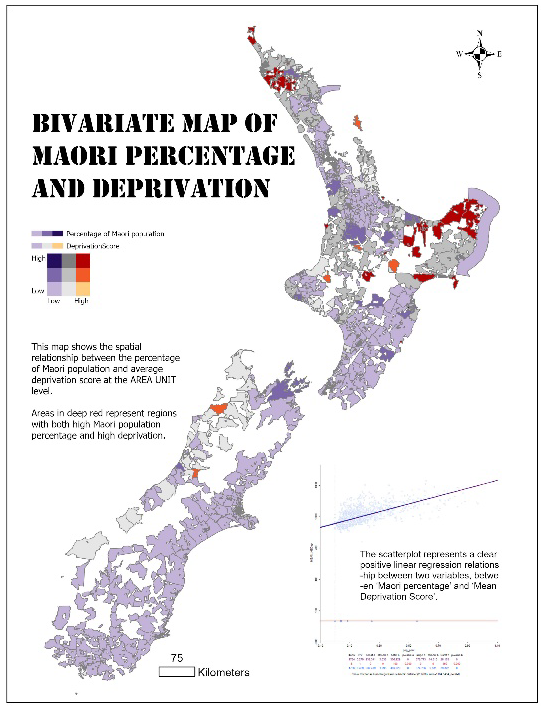 N
W E
S
BIVARIATE MAP OF
MAORI PERCENTAGE
AND DEPRIVATION
Percentage of Maori population
DeprivationScore
High
Low
Low High
This map shows the spatial
relationship between the percentage
of Maori population and average
deprivation score at the AREA UNIT
level.
Areas in deep red represent regions
with both high Maori population
percentage and high deprivation.
The scatterplot represents a clear
positive linear regression relations
-hip between two variables, betwe
-en 'Maori percentage' and 'Mean
Deprivation Score'.
75
Kilometers